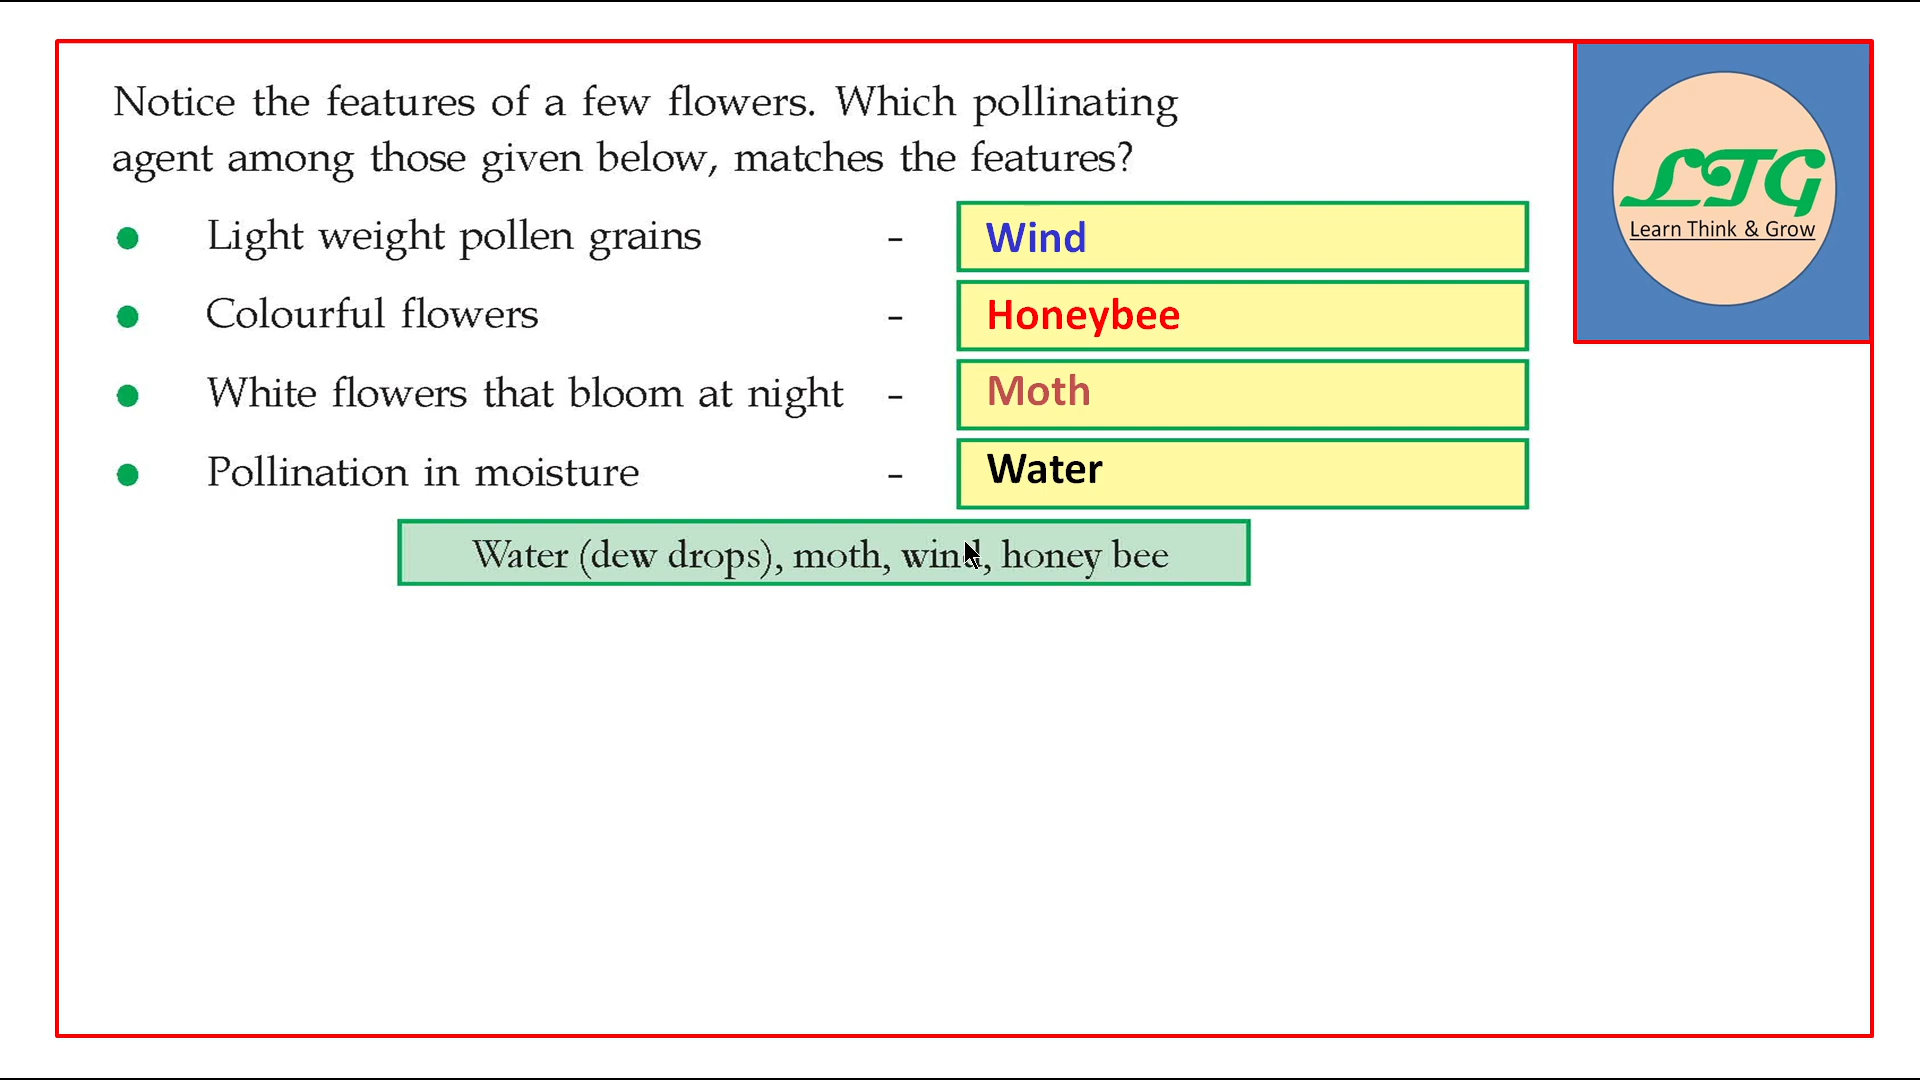 Notice the features of a few flowers. Which pollinating
agent among those given below, matches the features?
LTG
Learn Think & Grow
● Light weight pollen grains - Wind
● Colourful flowers - Honeybee
● White flowers that bloom at night - Moth
● Pollination in moisture - Water
Water (dew drops), moth, wind, honey bee